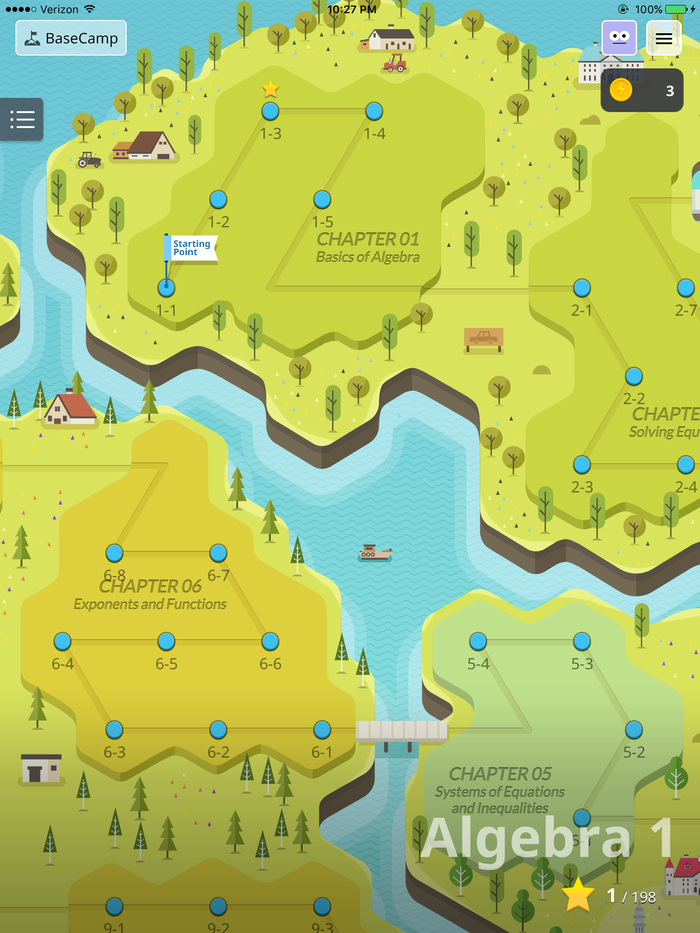 Verizon
10:27 PM
100%
BaseCamp
3
1-3
1-4
1-2
1-5
CHAPTER 01
Basics of Algebra
Starting
Point
1-1
2-1
2-7
2-2
CHAPTE
Solving Equ
2-3
2-4
6-8
6-7
CHAPTER 06
Exponents and Functions
6-4
6-5
6-6
5-4
5-3
6-3
6-2
6-1
5-2
CHAPTER 05
Systems of Equations
and Inequalities
5-1
Algebra 1
1 / 198
9-1
9-2
9-3